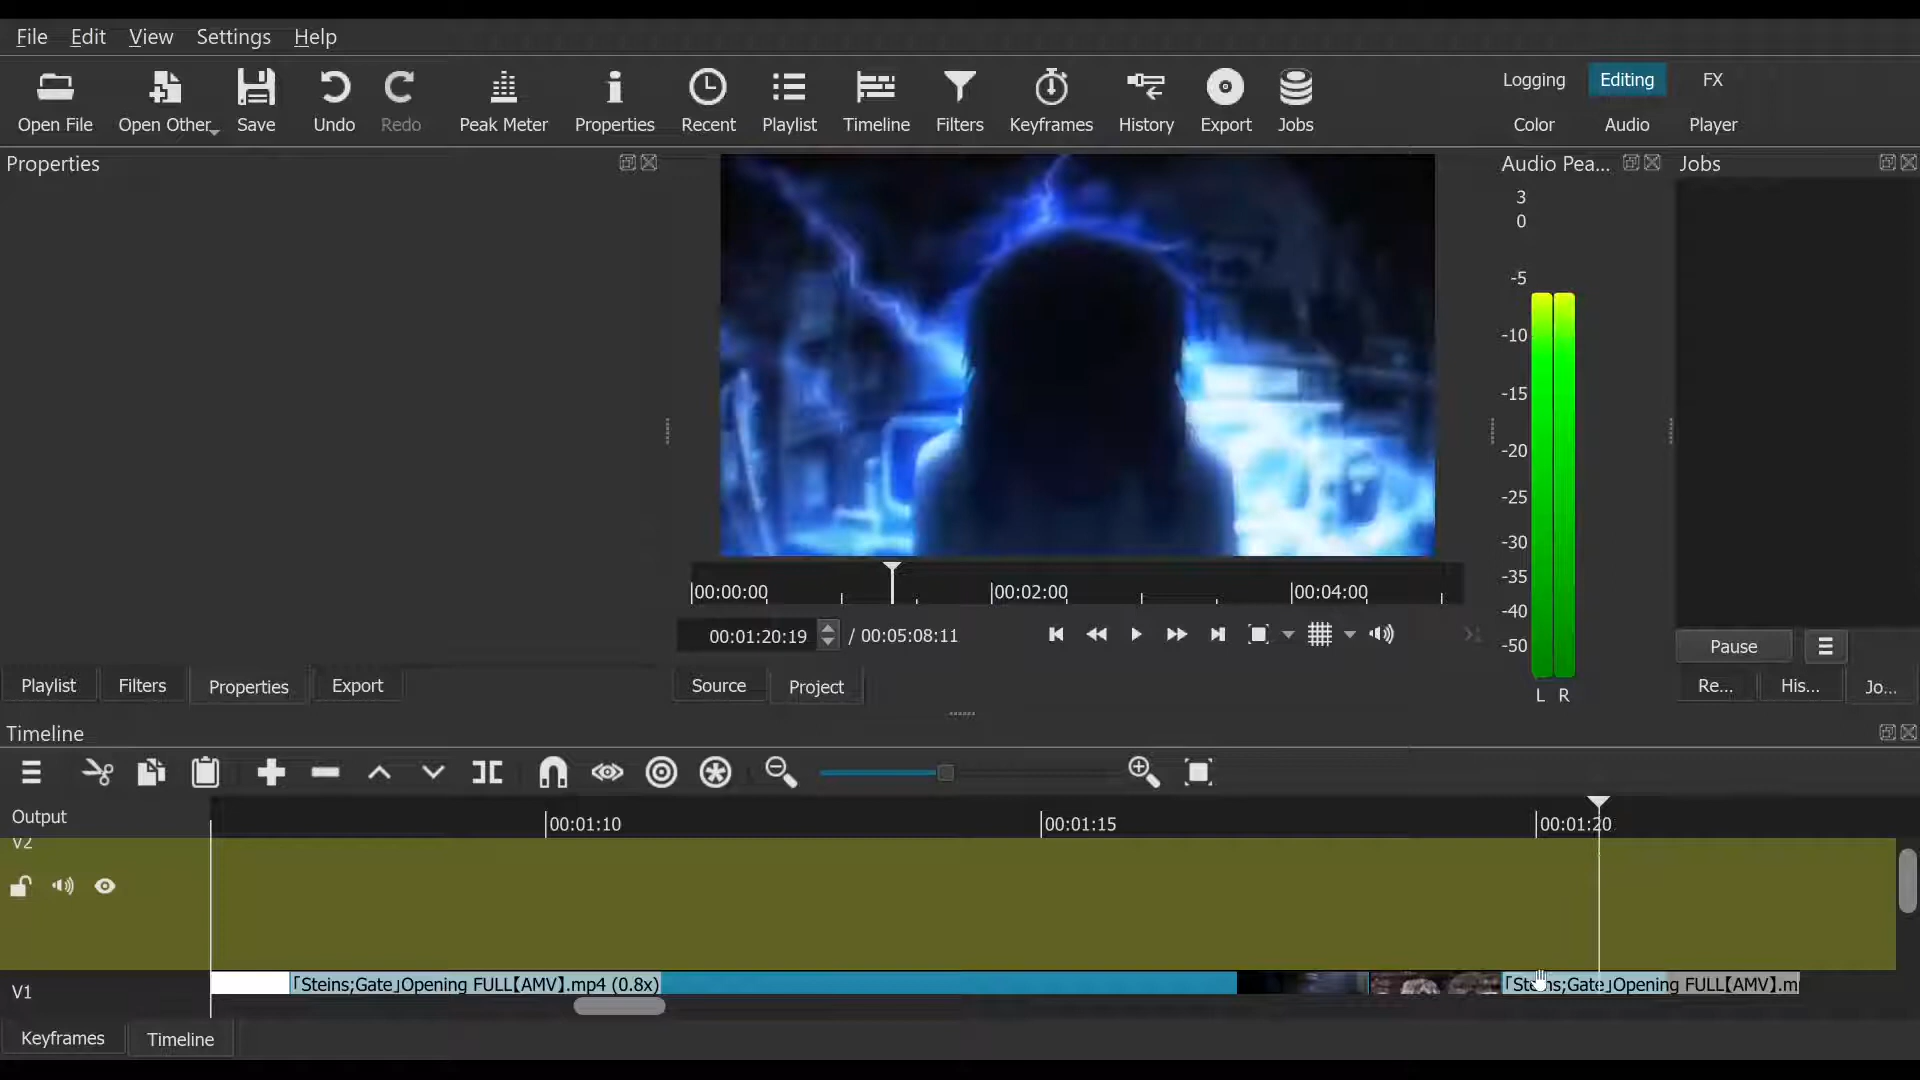 File Edit View Settings Help
Open File Open Other Save Undo Redo Peak Meter Properties Recent Playlist Timeline Filters Keyframes History Export Jobs
Logging Editing FX
Color Audio Player
Properties
Audio Pea... Jobs
3
0
-5
-10
-15
-20
-25
-30
-35
-40
-50
L R
00:00:00 00:02:00 00:04:00
00:01:20:19 / 00:05:08:11
Pause
Playlist Filters Properties Export
Source Project
Re... His... Jo...
Timeline
Output
00:01:10 00:01:15 00:01:20
V2
V1
「Steins;Gate」Opening FULL【AMV】.mp4 (0.8x)
「Steins;Gate」Opening FULL【AMV】.m
Keyframes Timeline